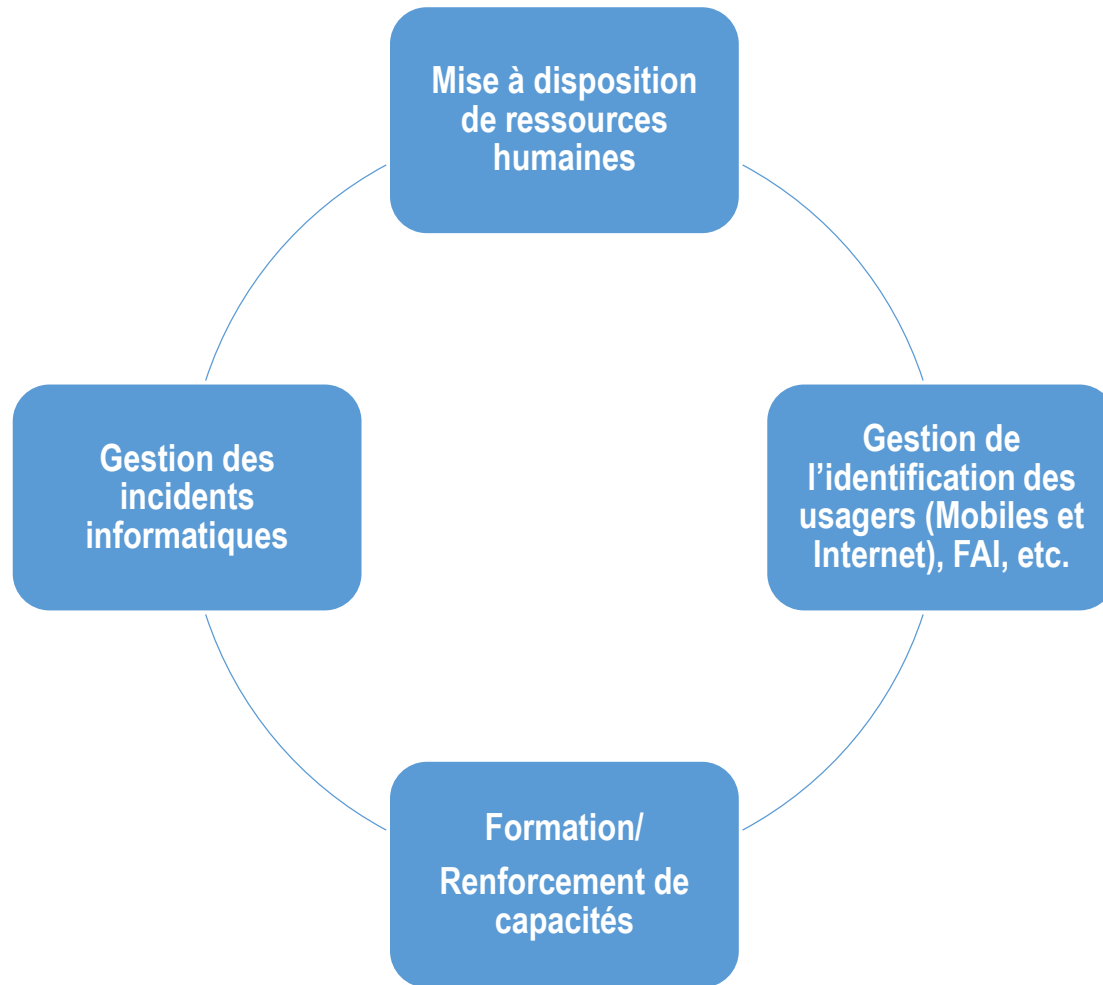 Mise à disposition
de ressources
humaines
Gestion des
incidents
informatiques
Gestion de
l’identification des
usagers (Mobiles et
Internet), FAI, etc.
Formation/
Renforcement de
capacités